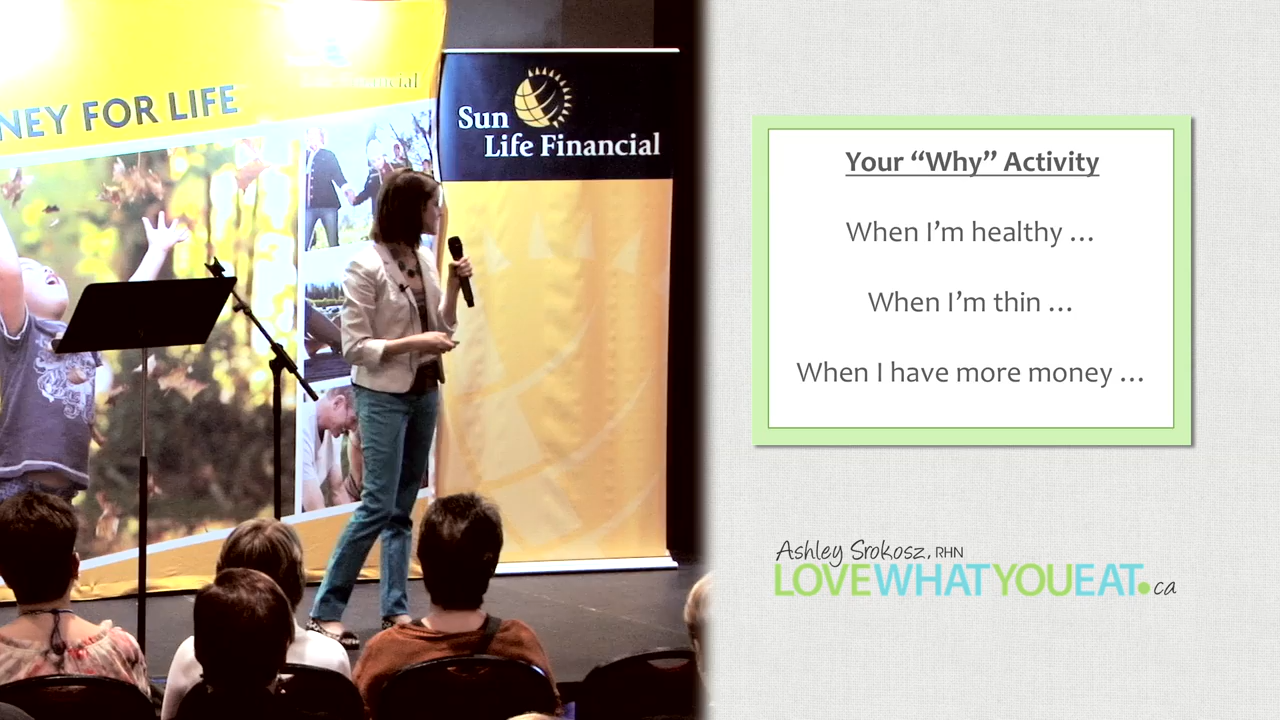 NEY FOR LIFE
Financial
Sun
Life Financial
Your “Why” Activity
When I’m healthy …
When I’m thin …
When I have more money …
Ashley Srokosz, RHN
LOVEWHATYOUEAT.ca